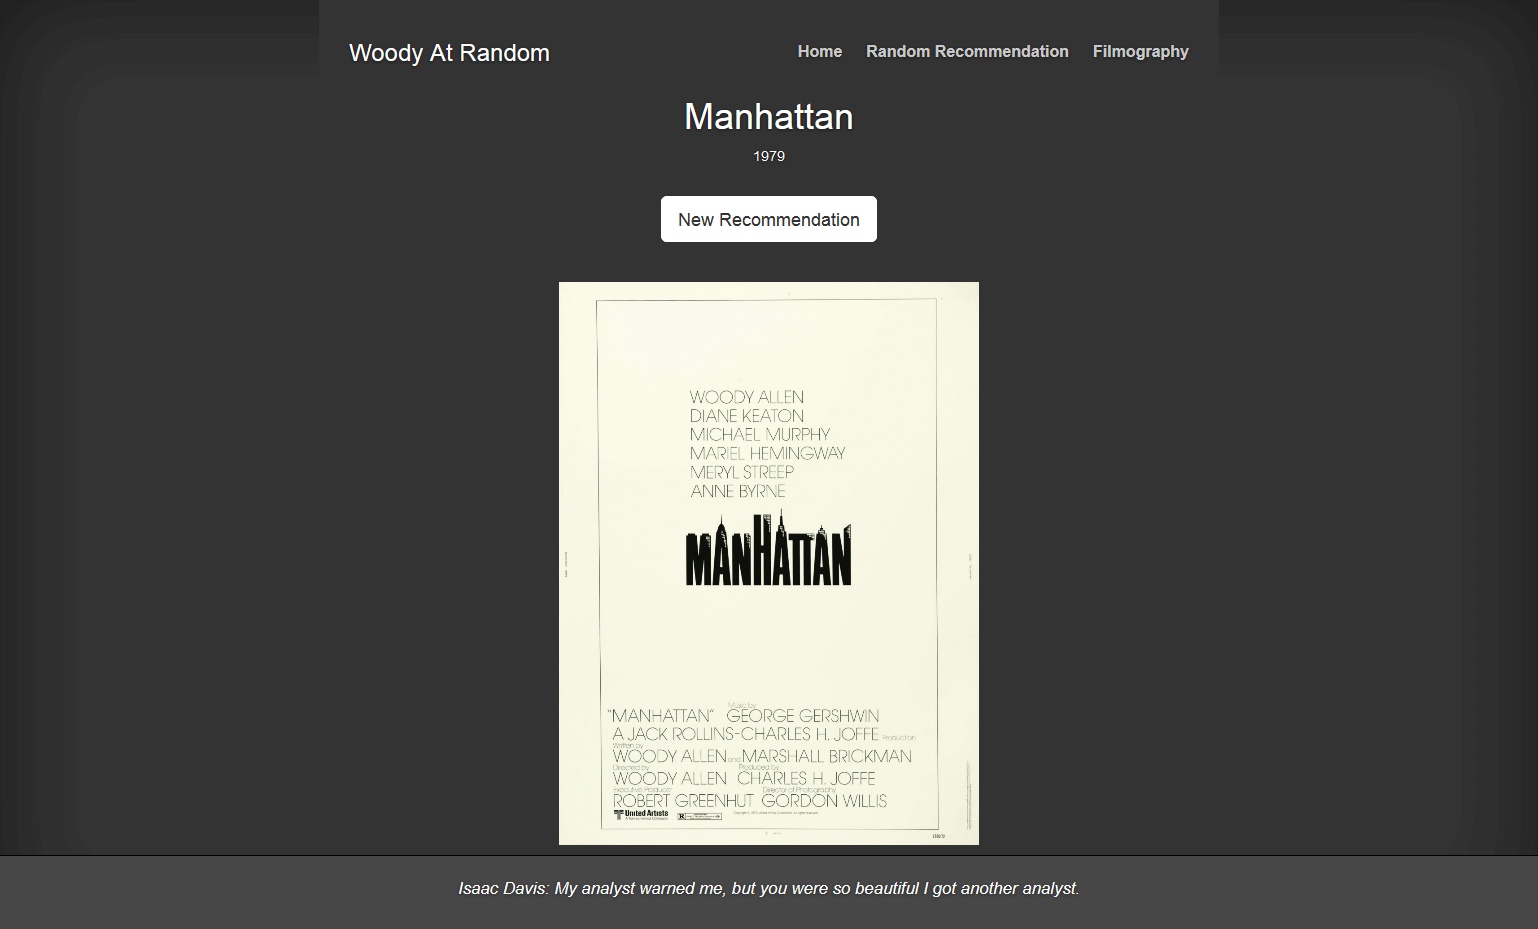 Woody At Random
Home Random Recommendation Filmography
Manhattan
1979
New Recommendation
WOODY ALLEN
DIANE KEATON
MICHAEL MURPHY
MARIEL HEMINGWAY
MERYL STREEP
ANNE BYRNE
MANHATTAN
Music by
"MANHATTAN" GEORGE GERSHWIN
A JACK ROLLINS-CHARLES H. JOFFE Production
Written by
WOODY ALLEN and MARSHALL BRICKMAN
Directed by Produced by
WOODY ALLEN CHARLES H. JOFFE
Executive Producer Director of Photography
ROBERT GREENHUT GORDON WILLIS
United Artists R
Isaac Davis: My analyst warned me, but you were so beautiful I got another analyst.